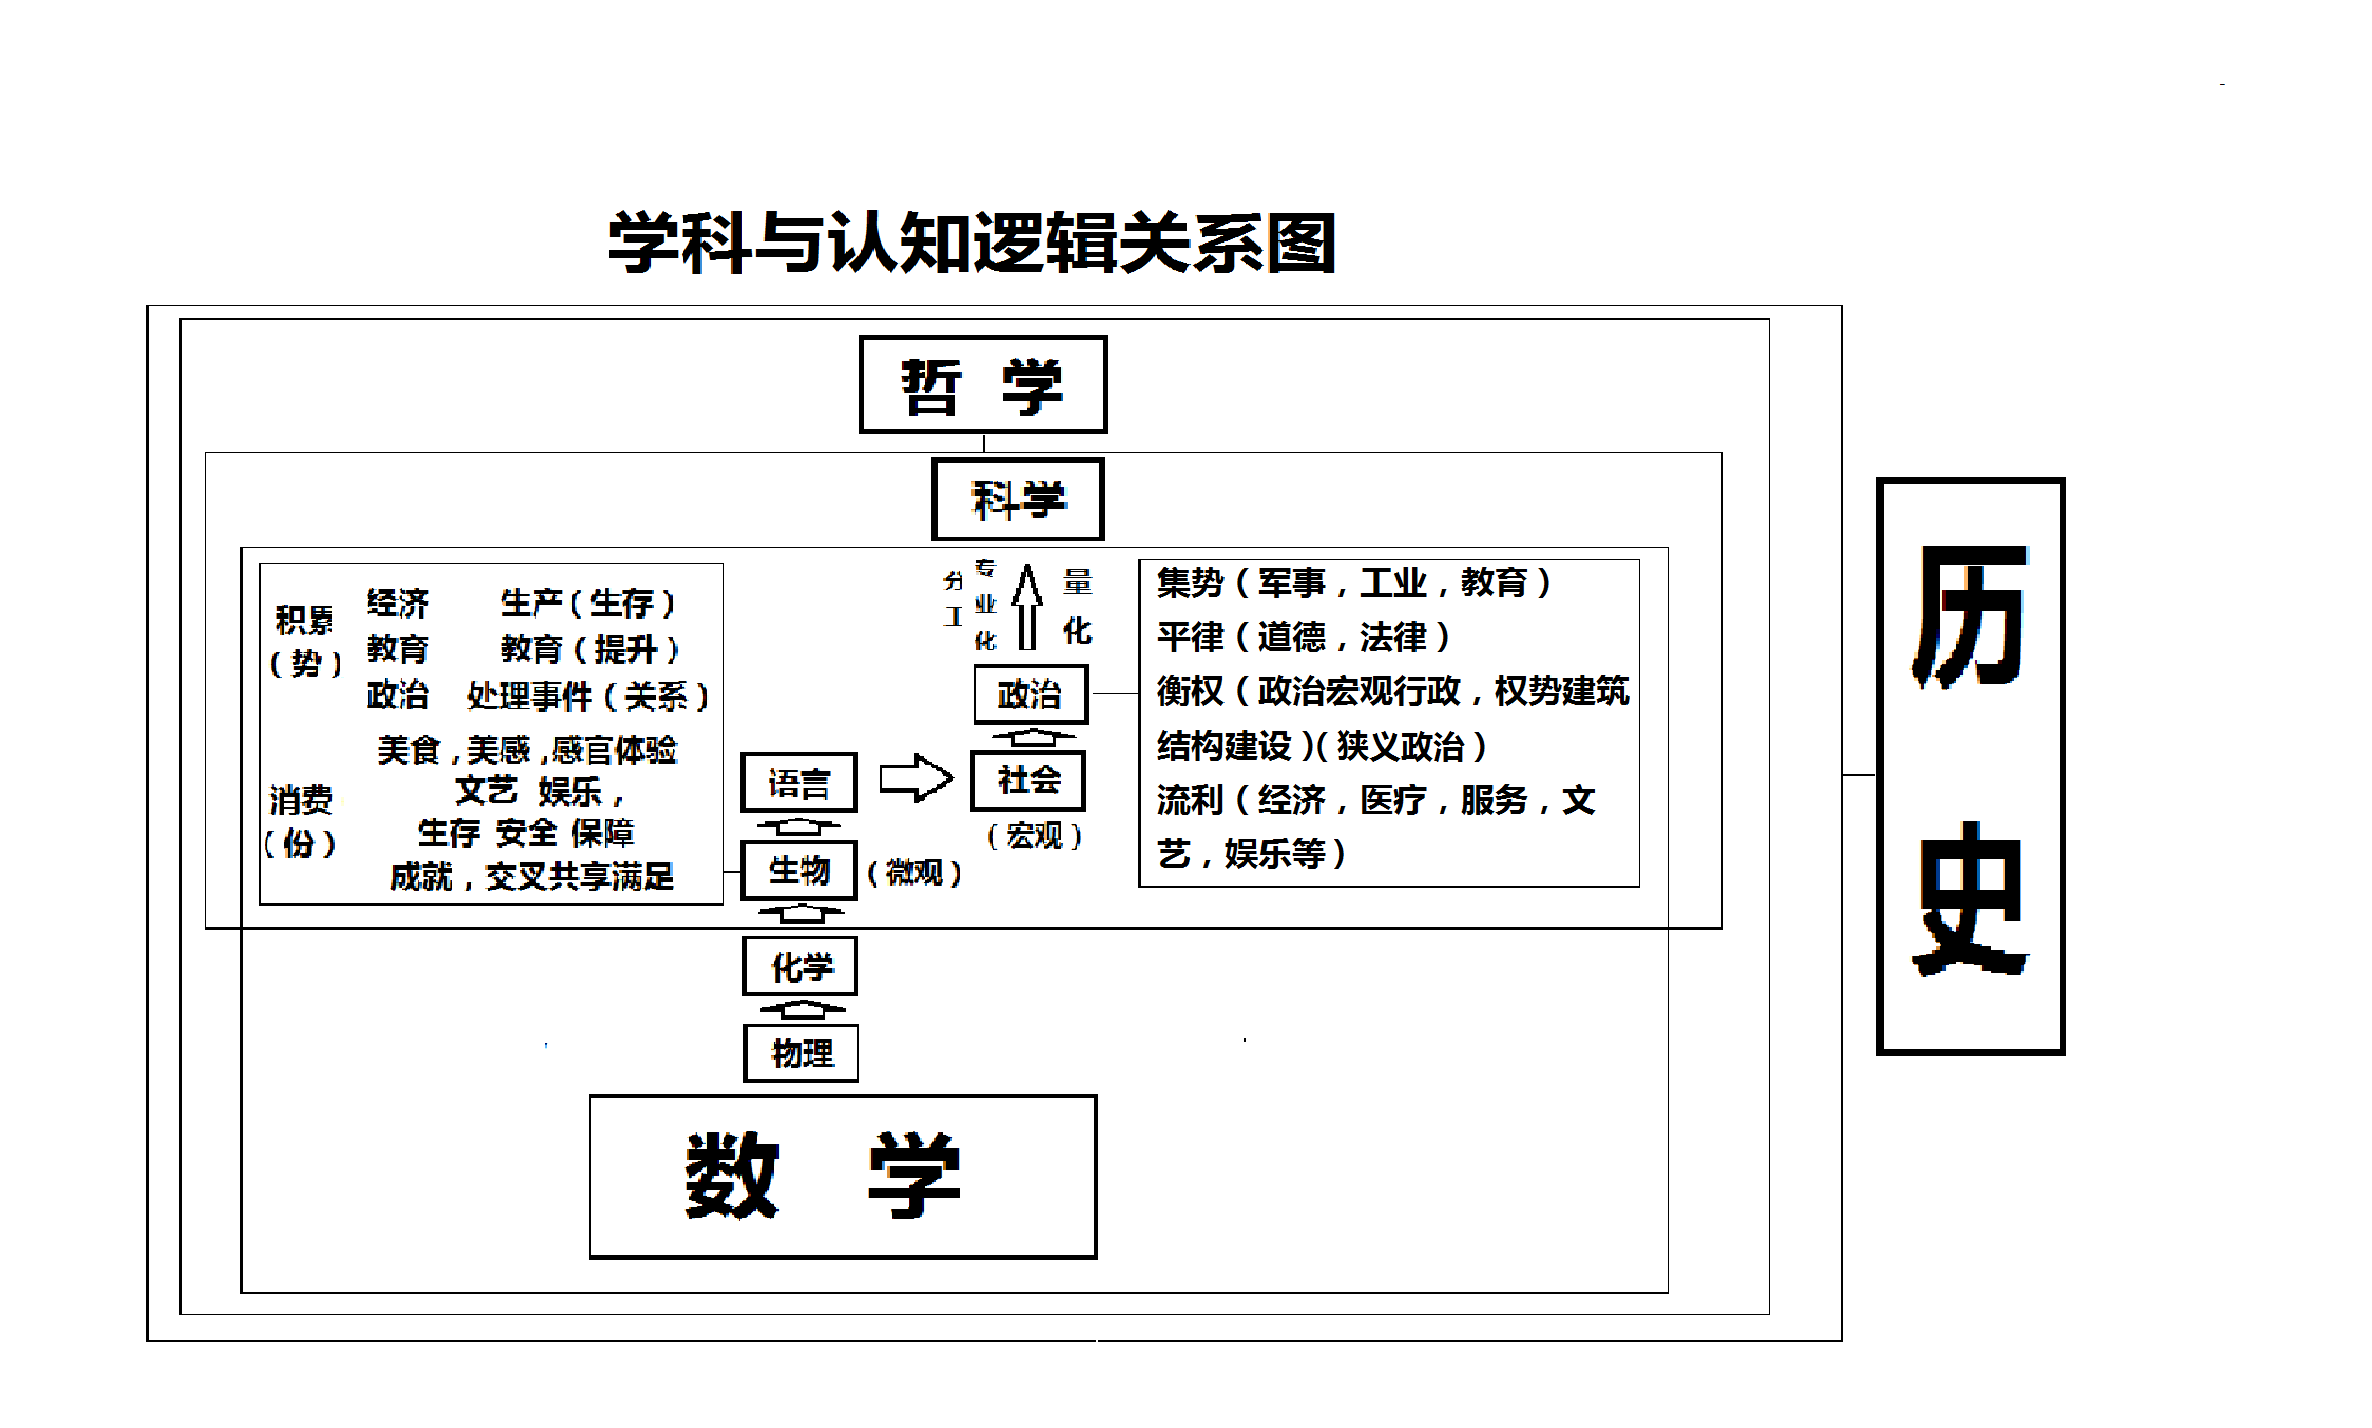 学科与认知逻辑关系图
哲 学
科学
分工
专业化
量化
积累
（势）
经济 生产（生存）
教育 教育（提升）
政治 处理事件（关系）
消费
（份）
美食，美感，感官体验
文艺 娱乐，
生存 安全 保障
成就，交叉共享满足
政治
语言
社会
（宏观）
生物
（微观）
化学
物理
数 学
集势（军事，工业，教育）
平律（道德，法律）
衡权（政治宏观行政，权势建筑
结构建设）（狭义政治）
流利（经济，医疗，服务，文
艺，娱乐等）
历
史